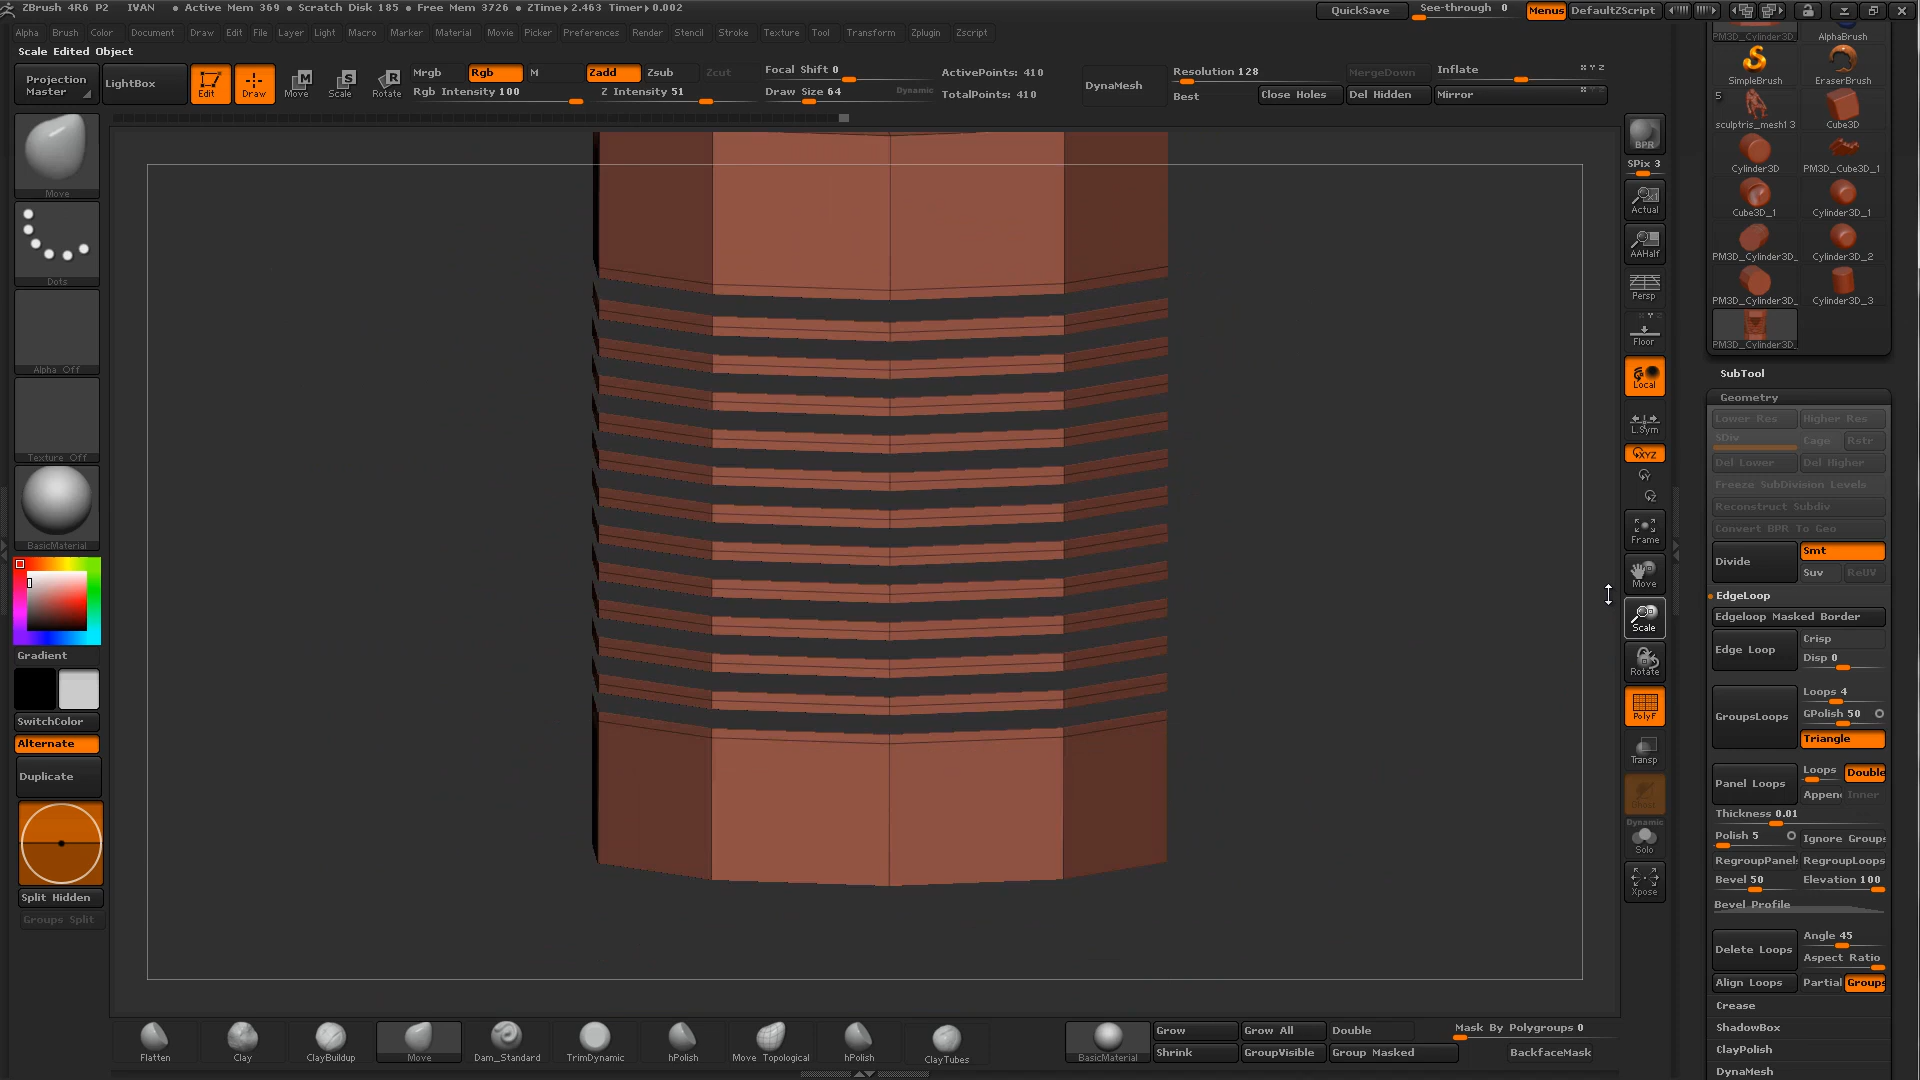 ZBrush 4R6 P2 IVAN • Active Mem 369 • Scratch Disk 185 • Free Mem 3726 • ZTime▸2.463 Timer▸0.002
QuickSave See-through 0 Menus DefaultZScript
Alpha Brush Color Document Draw Edit File Layer Light Macro Marker Material Movie Picker Preferences Render Stencil Stroke Texture Tool Transform Zplugin Zscript
Scale Edited Object
Projection Master
LightBox
Edit Draw Move Scale Rotate
Mrgb Rgb M
Rgb Intensity 100
Zadd Zsub Zcut
Z Intensity 51
Focal Shift 0
Draw Size 64 Dynamic
ActivePoints: 410
TotalPoints: 410
DynaMesh
Resolution 128 MergeDown Inflate
Best Close Holes Del Hidden Mirror
Move
Dots
Alpha Off
Texture Off
BasicMaterial
Gradient
SwitchColor
Alternate
Duplicate
Split Hidden
Groups Split
BPR
SPix 3
Actual
AAHalf
Persp
Floor
Local
L.Sym
XYZ
Y
Z
Frame
Move
Scale
Rotate
PolyF
Transp
Ghost
Dynamic
Solo
Xpose
PM3D_Cylinder3D_ AlphaBrush
SimpleBrush EraserBrush
5
sculptris_mesh13 Cube3D
Cylinder3D PM3D_Cube3D_1
Cube3D_1 Cylinder3D_1
PM3D_Cylinder3D_ Cylinder3D_2
PM3D_Cylinder3D_ Cylinder3D_3
PM3D_Cylinder3D_
SubTool
Geometry
Lower Res Higher Res
SDiv Cage Rstr
Del Lower Del Higher
Freeze SubDivision Levels
Reconstruct Subdiv
Convert BPR To Geo
Divide Smt
Suv ReUV
EdgeLoop
Edgeloop Masked Border
Edge Loop Crisp
Disp 0
GroupsLoops Loops 4
GPolish 50
Triangle
Panel Loops Loops Double
Append Inner
Thickness 0.01
Polish 5 Ignore Groups
RegroupPanels RegroupLoops
Bevel 50 Elevation 100
Bevel Profile
Delete Loops Angle 45
Aspect Ratio
Align Loops Partial Groups
Crease
ShadowBox
ClayPolish
DynaMesh
Flatten Clay ClayBuildup Move Dam_Standard TrimDynamic hPolish Move Topological hPolish ClayTubes
BasicMaterial
Grow Grow All Double Mask By Polygroups 0
Shrink GroupVisible Group Masked BackfaceMask